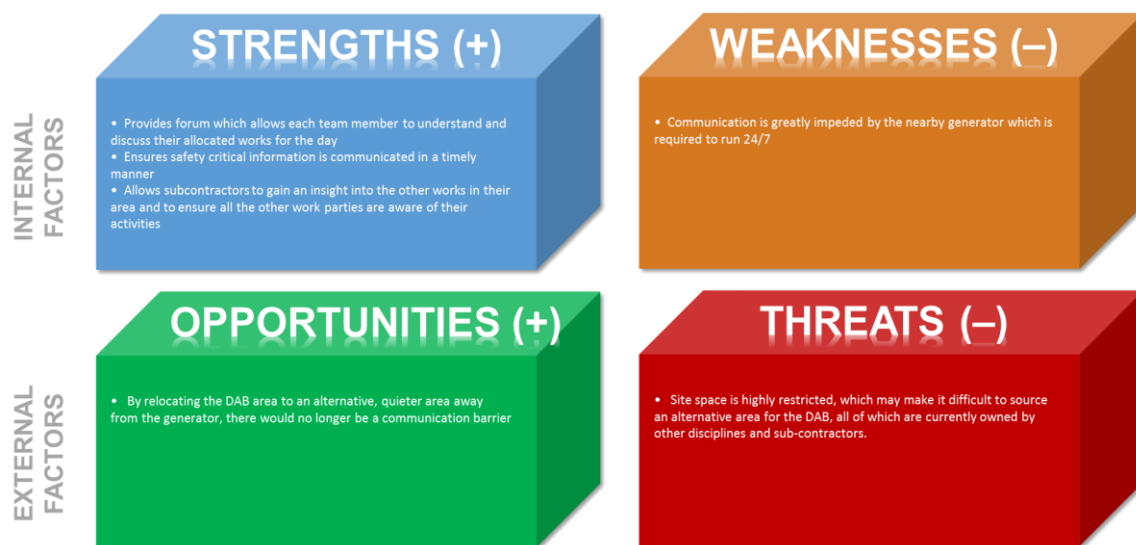 STRENGTHS (+)
WEAKNESSES (–)
INTERNAL
FACTORS
• Provides forum which allows each team member to understand and
discuss their allocated works for the day
• Ensures safety critical information is communicated in a timely
manner
• Allows subcontractors to gain an insight into the other works in their
area and to ensure all the other work parties are aware of their
activities
• Communication is greatly impeded by the nearby generator which is
required to run 24/7
OPPORTUNITIES (+)
THREATS (–)
EXTERNAL
FACTORS
• By relocating the DAB area to an alternative, quieter area away
from the generator, there would no longer be a communication barrier
• Site space is highly restricted, which may make it difficult to source
an alternative area for the DAB, all of which are currently owned by
other disciplines and sub-contractors.